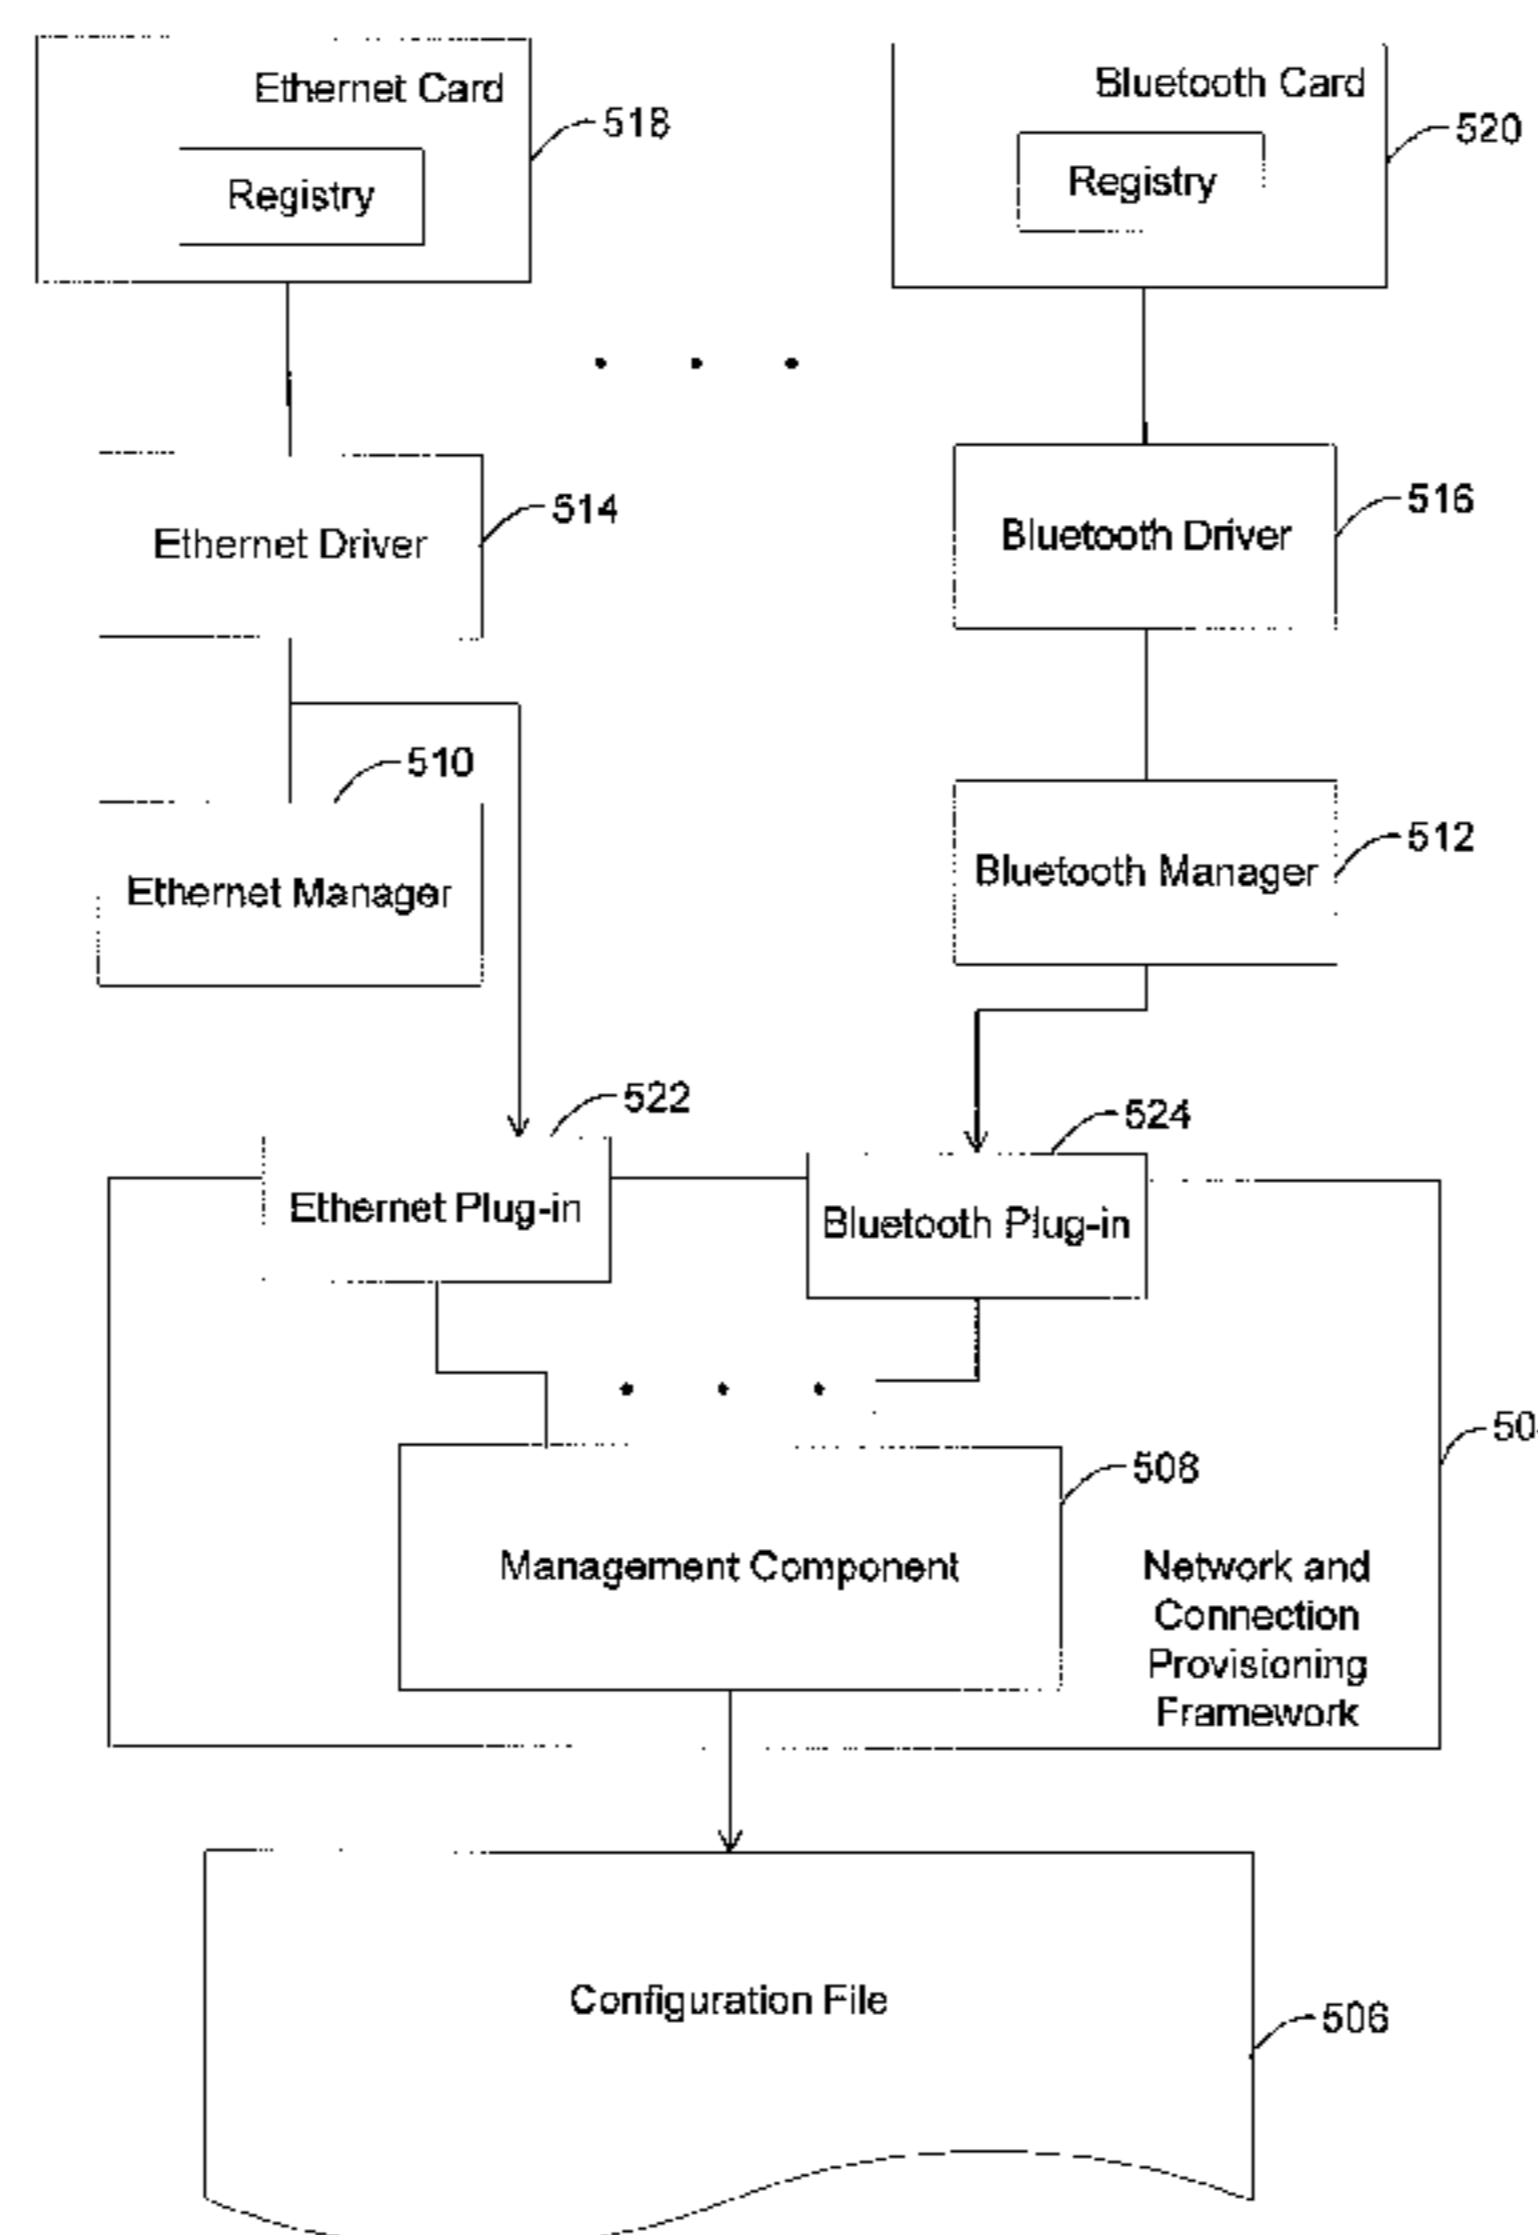 Ethernet Card
518
Registry
Bluetooth Card
520
Registry
Ethernet Driver
514
Bluetooth Driver
516
510
Ethernet Manager
Bluetooth Manager
512
522
Ethernet Plug-in
524
Bluetooth Plug-in
508
Management Component
Network and
Connection
Provisioning
Framework
Configuration File
506